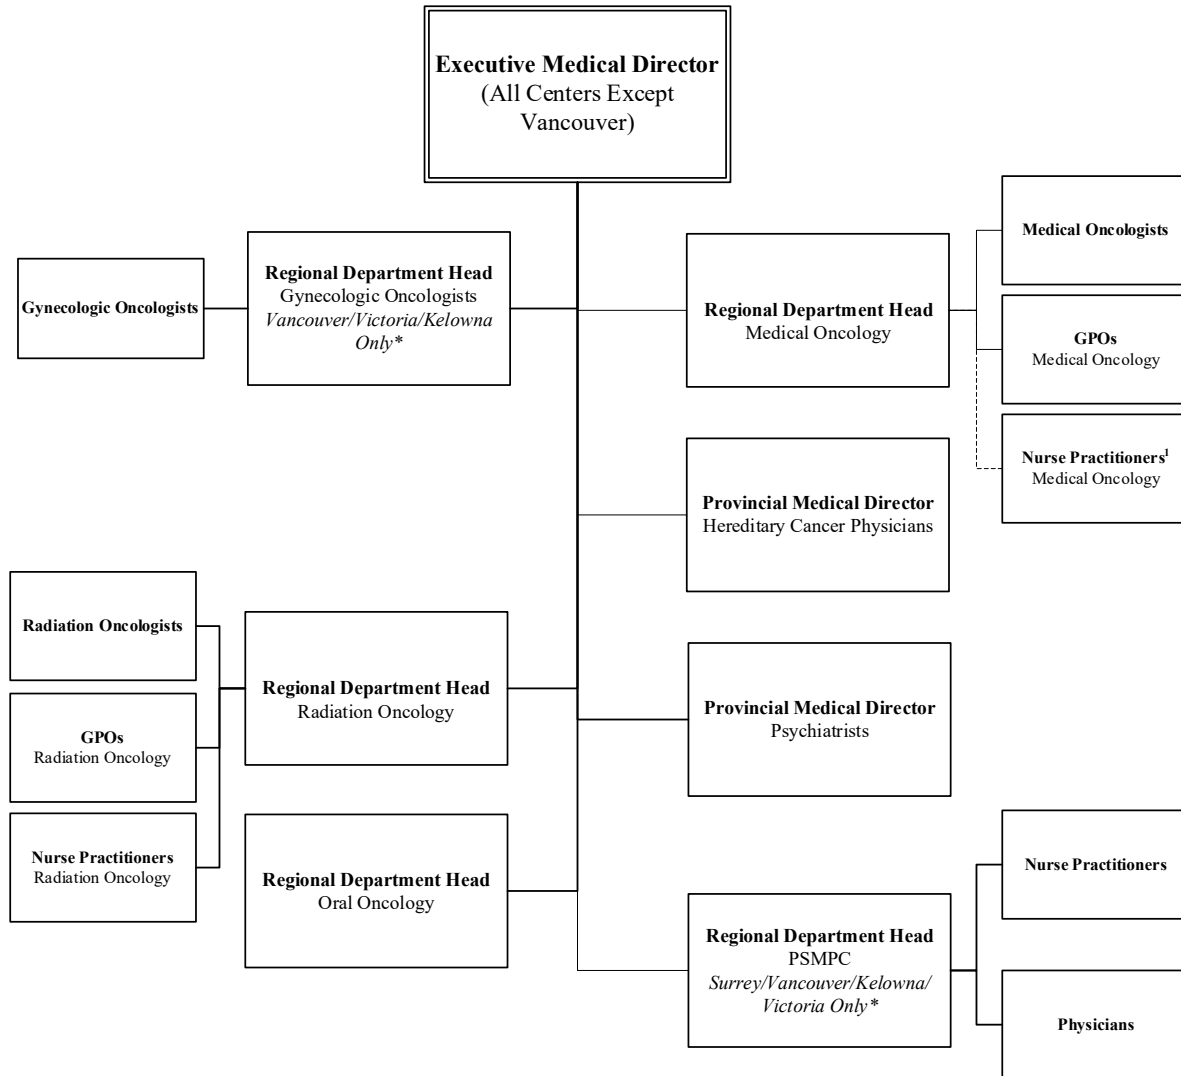 Executive Medical Director
(All Centers Except
Vancouver)
Gynecologic Oncologists
Regional Department Head
Gynecologic Oncologists
Vancouver/Victoria/Kelowna
Only*
Regional Department Head
Medical Oncology
Medical Oncologists
GPOs
Medical Oncology
Nurse Practitioners¹
Medical Oncology
Provincial Medical Director
Hereditary Cancer Physicians
Radiation Oncologists
GPOs
Radiation Oncology
Nurse Practitioners
Radiation Oncology
Regional Department Head
Radiation Oncology
Provincial Medical Director
Psychiatrists
Regional Department Head
Oral Oncology
Regional Department Head
PSMPC
Surrey/Vancouver/Kelowna/
Victoria Only*
Nurse Practitioners
Physicians